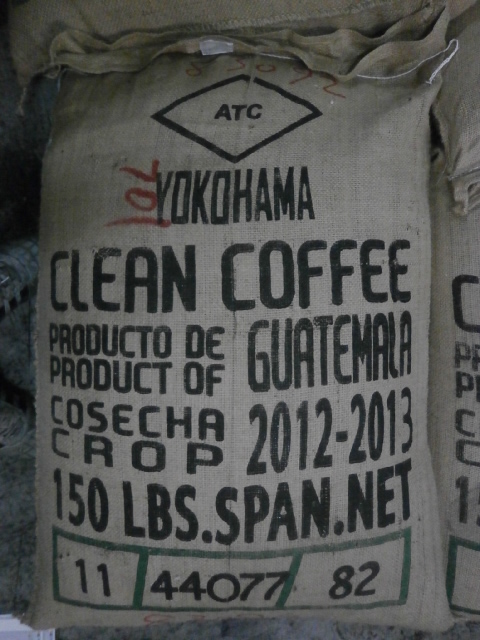 ATC
YOKOHAMA
CLEAN COFFEE
PRODUCTO DE
PRODUCT OF
GUATEMALA
COSECHA
CROP
2012-2013
150 LBS.SPAN.NET
11 44077/ 82